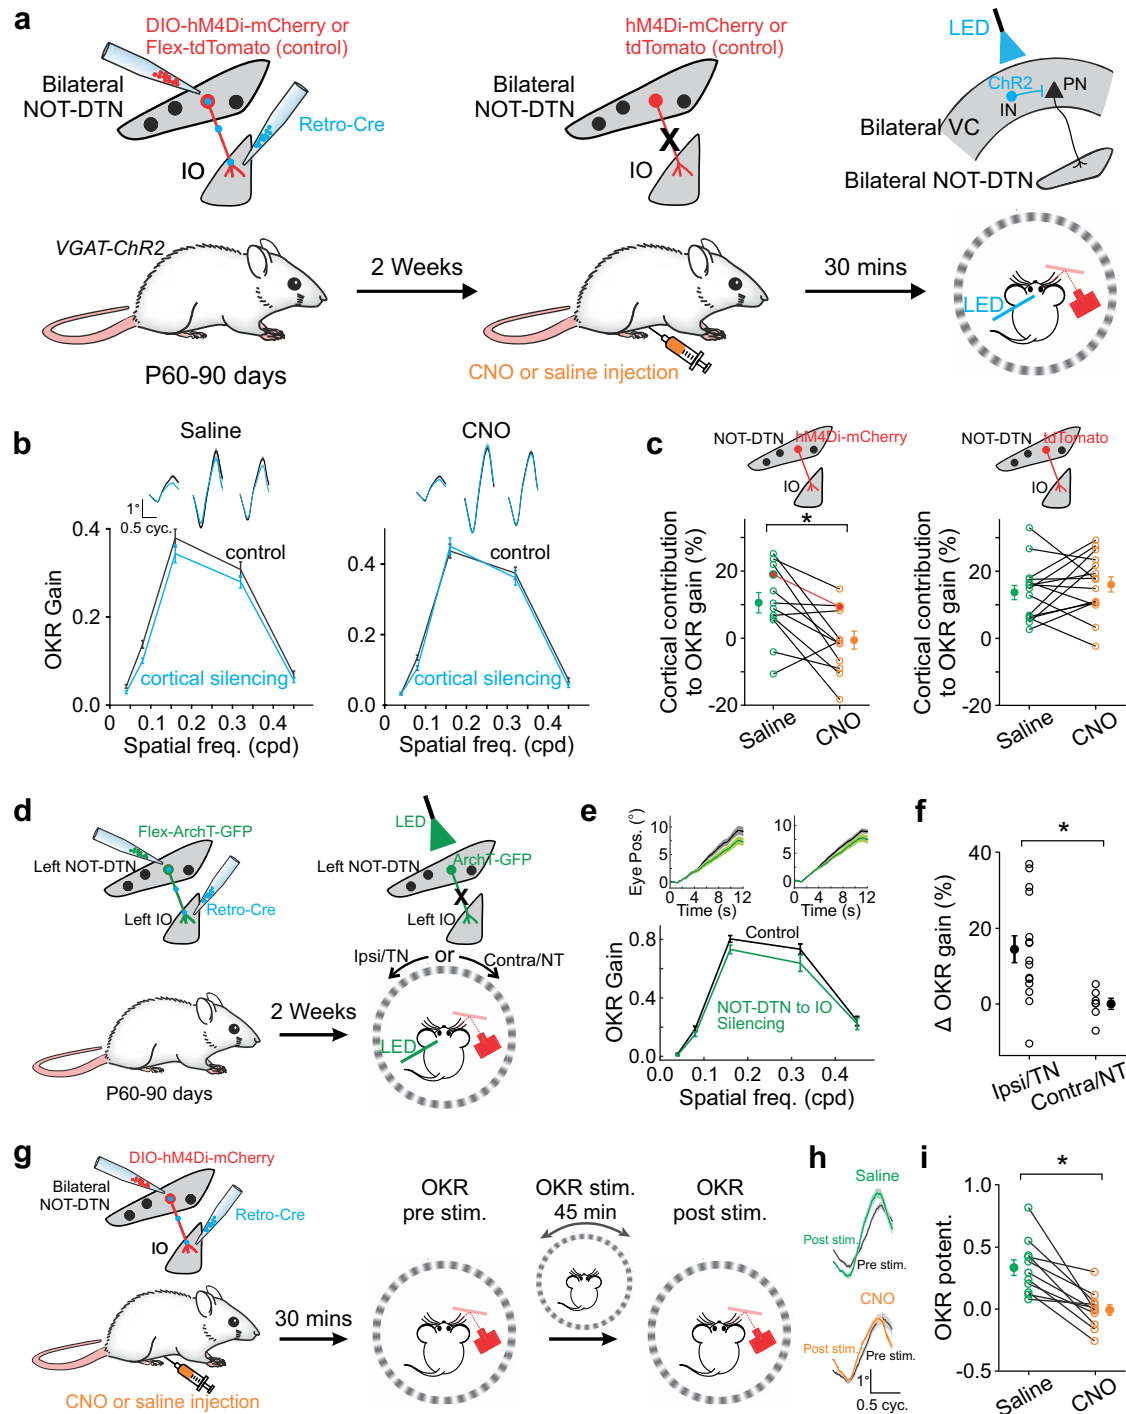 a
DIO-hM4Di-mCherry or
Flex-tdTomato (control)
Bilateral
NOT-DTN
Retro-Cre
IO
hM4Di-mCherry or
tdTomato (control)
Bilateral
NOT-DTN
X
IO
LED
ChR2
PN
IN
Bilateral VC
Bilateral NOT-DTN
VGAT-ChR2
2 Weeks
30 mins
LED
P60-90 days
CNO or saline injection
b
Saline
CNO
1°
0.5 cyc.
0.4
0.2
0.0
OKR Gain
control
cortical silencing
0
0.1
0.2
0.3
0.4
Spatial freq. (cpd)
0.4
0.2
0.0
control
cortical silencing
0
0.1
0.2
0.3
0.4
Spatial freq. (cpd)
c
NOT-DTN
hM4Di-mCherry
IO
*
20
0
-20
Cortical contribution
to OKR gain (%)
Saline
CNO
NOT-DTN
tdTomato
IO
20
0
-20
Cortical contribution
to OKR gain (%)
Saline
CNO
d
Flex-ArchT-GFP
Left NOT-DTN
Retro-Cre
Left IO
LED
Left NOT-DTN
ArchT-GFP
X
Left IO
Ipsi/TN
or
Contra/NT
2 Weeks
LED
P60-90 days
e
Eye Pos. (°)
10
5
0
0 4 8 12
Time (s)
10
5
0
0 4 8 12
Time (s)
0.8
0.4
0.0
OKR Gain
Control
NOT-DTN to IO
Silencing
0.0
0.1
0.2
0.3
0.4
Spatial freq. (cpd)
f
*
40
20
0
Δ OKR gain (%)
Ipsi/TN
Contra/NT
g
DIO-hM4Di-mCherry
Bilateral
NOT-DTN
Retro-Cre
IO
30 mins
CNO or saline injection
OKR
pre stim.
OKR stim.
45 min
OKR
post stim.
h
Saline
Post stim.
Pre stim.
CNO
Post stim.
Pre stim.
1°
0.5 cyc.
i
*
1.0
0.5
0.0
-0.5
OKR potent.
Saline
CNO